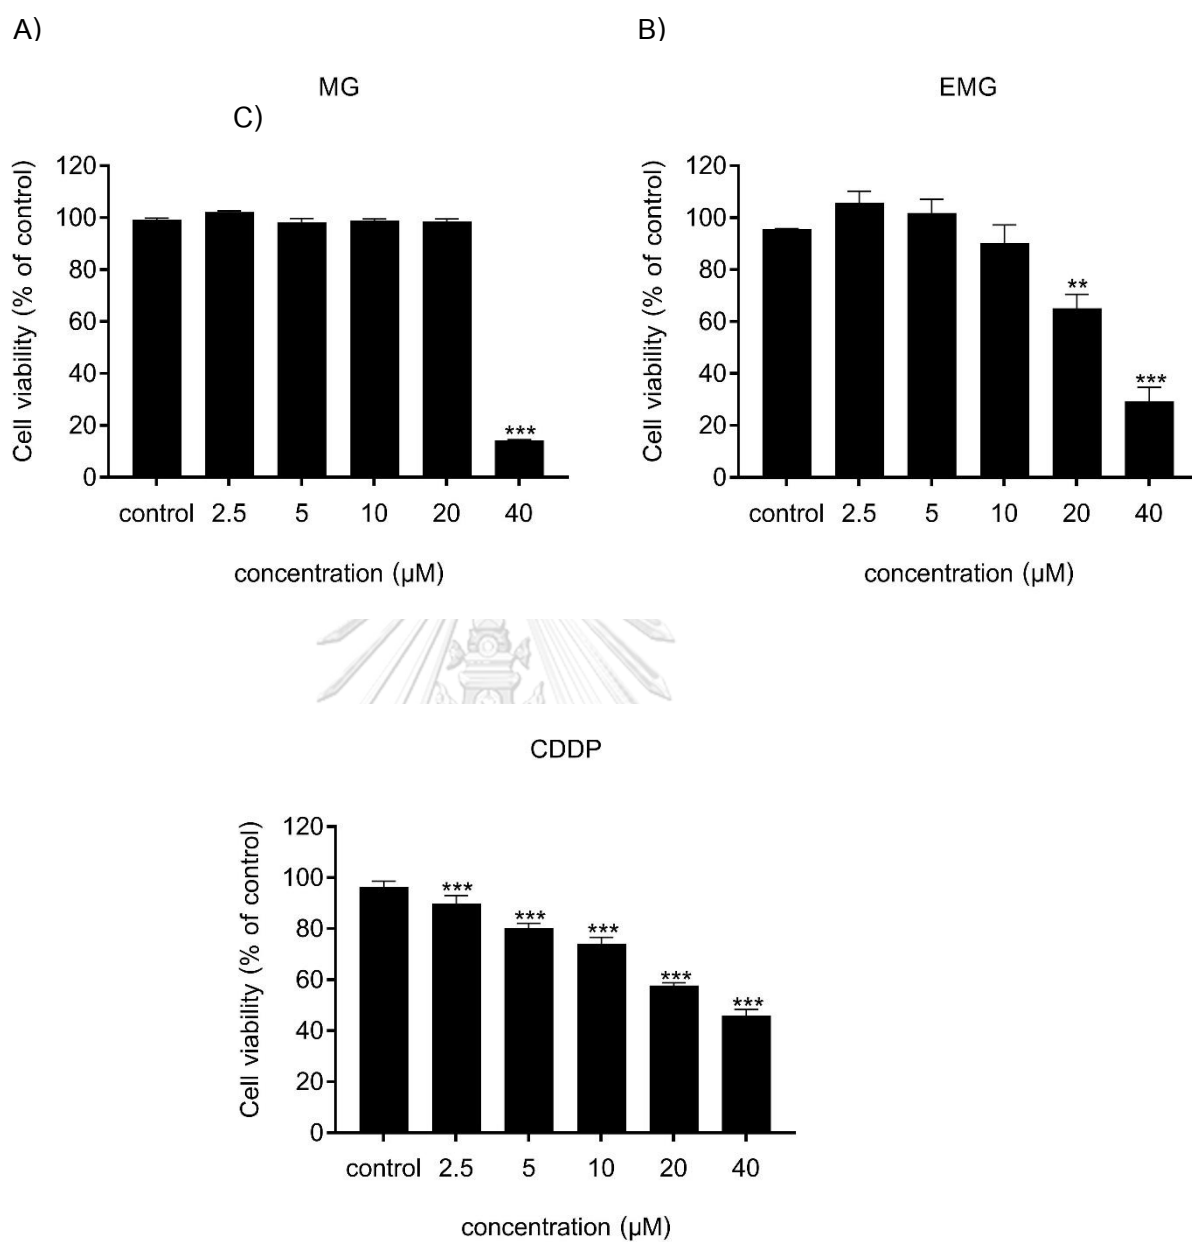 A)
B)
MG
EMG
C)
Cell viability (% of control)
120
100
80
60
40
20
0
***
control 2.5 5 10 20 40
concentration (µM)
Cell viability (% of control)
120
100
80
60
40
20
0
**
***
control 2.5 5 10 20 40
concentration (µM)
CDDP
Cell viability (% of control)
120
100
80
60
40
20
0
***
***
***
***
***
control 2.5 5 10 20 40
concentration (µM)